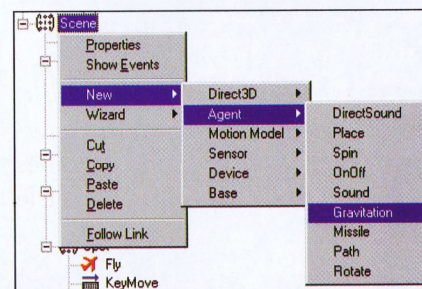 Scene
Properties
Show Events
New
Wizard
Cut
Copy
Paste
Delete
Follow Link
Direct3D
Agent
Motion Model
Sensor
Device
Base
DirectSound
Place
Spin
OnOff
Sound
Gravitation
Missile
Path
Rotate
Fly
KeyMove